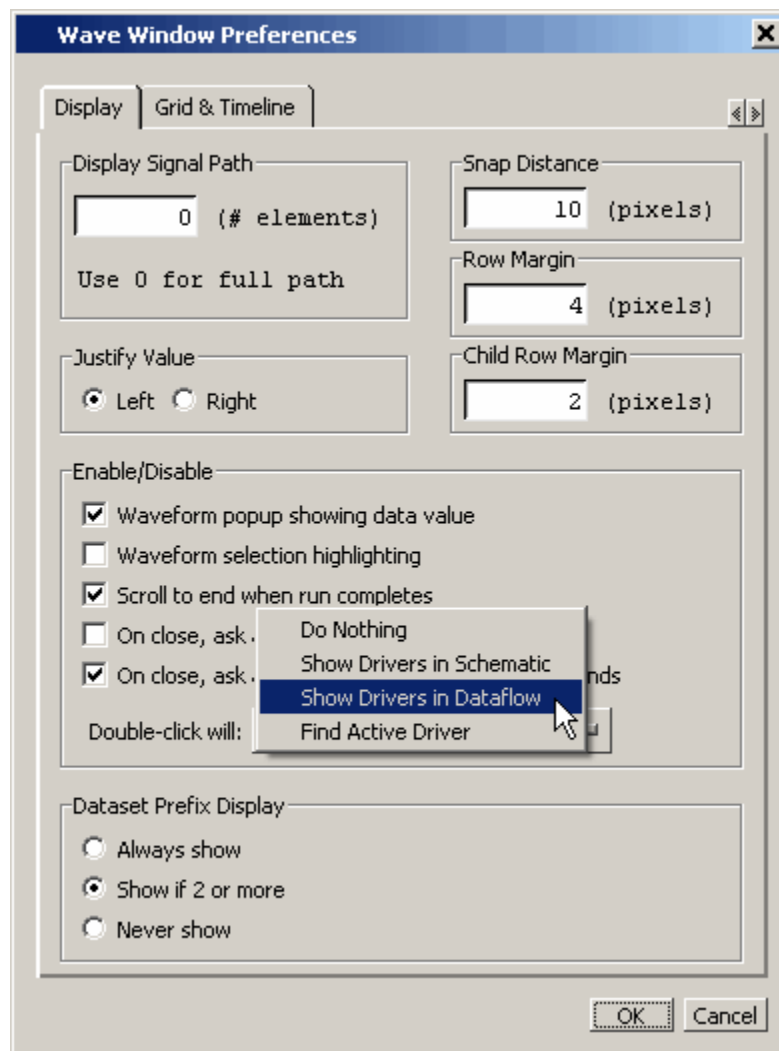 Wave Window Preferences
Display
Grid & Timeline
Display Signal Path
0 (# elements)
Use 0 for full path
Snap Distance
10 (pixels)
Row Margin
4 (pixels)
Justify Value
Left Right
Child Row Margin
2 (pixels)
Enable/Disable
Waveform popup showing data value
Waveform selection highlighting
Scroll to end when run completes
On close, ask
On close, ask nds
Double-click will:
Do Nothing
Show Drivers in Schematic
Show Drivers in Dataflow
Find Active Driver
Dataset Prefix Display
Always show
Show if 2 or more
Never show
OK Cancel